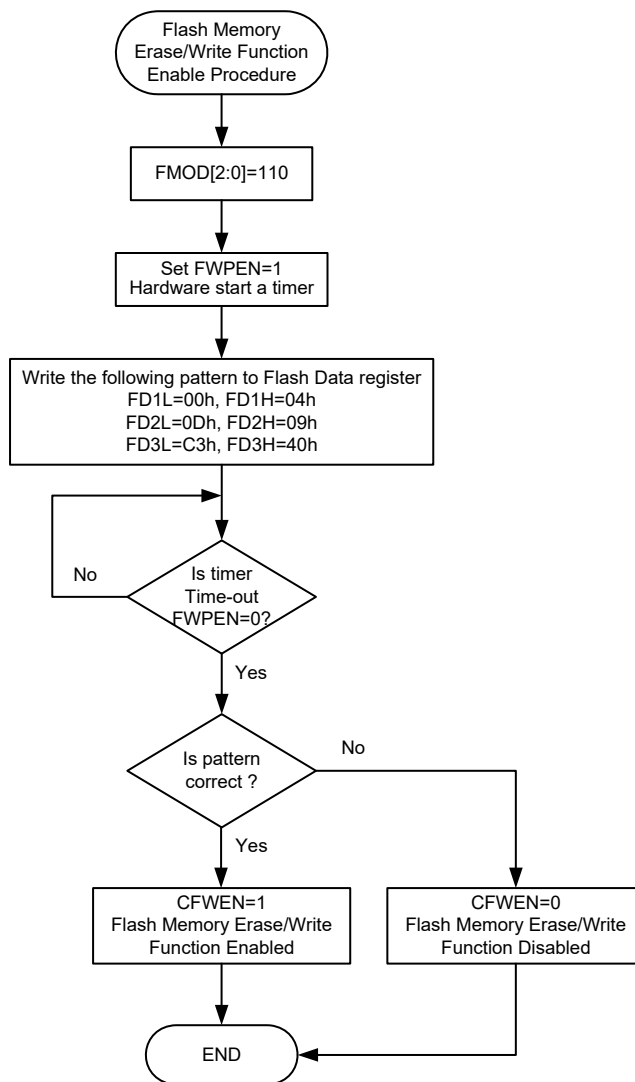 Flash Memory
Erase/Write Function
Enable Procedure
FMOD[2:0]=110
Set FWPEN=1
Hardware start a timer
Write the following pattern to Flash Data register
FD1L=00h, FD1H=04h
FD2L=0Dh, FD2H=09h
FD3L=C3h, FD3H=40h
Is timer
Time-out
FWPEN=0?
No
Yes
Is pattern
correct ?
No
Yes
CFWEN=1
Flash Memory Erase/Write
Function Enabled
CFWEN=0
Flash Memory Erase/Write
Function Disabled
END